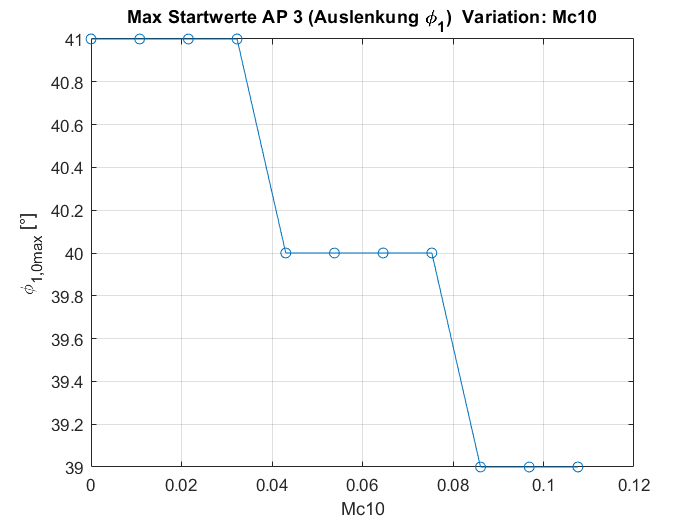 Max Startwerte AP 3 (Auslenkung ϕ1)  Variation: Mc10
41
40.8
40.6
40.4
40.2
40
39.8
39.6
39.4
39.2
39
ϕ1,0max [°]
0 0.02 0.04 0.06 0.08 0.1 0.12
Mc10